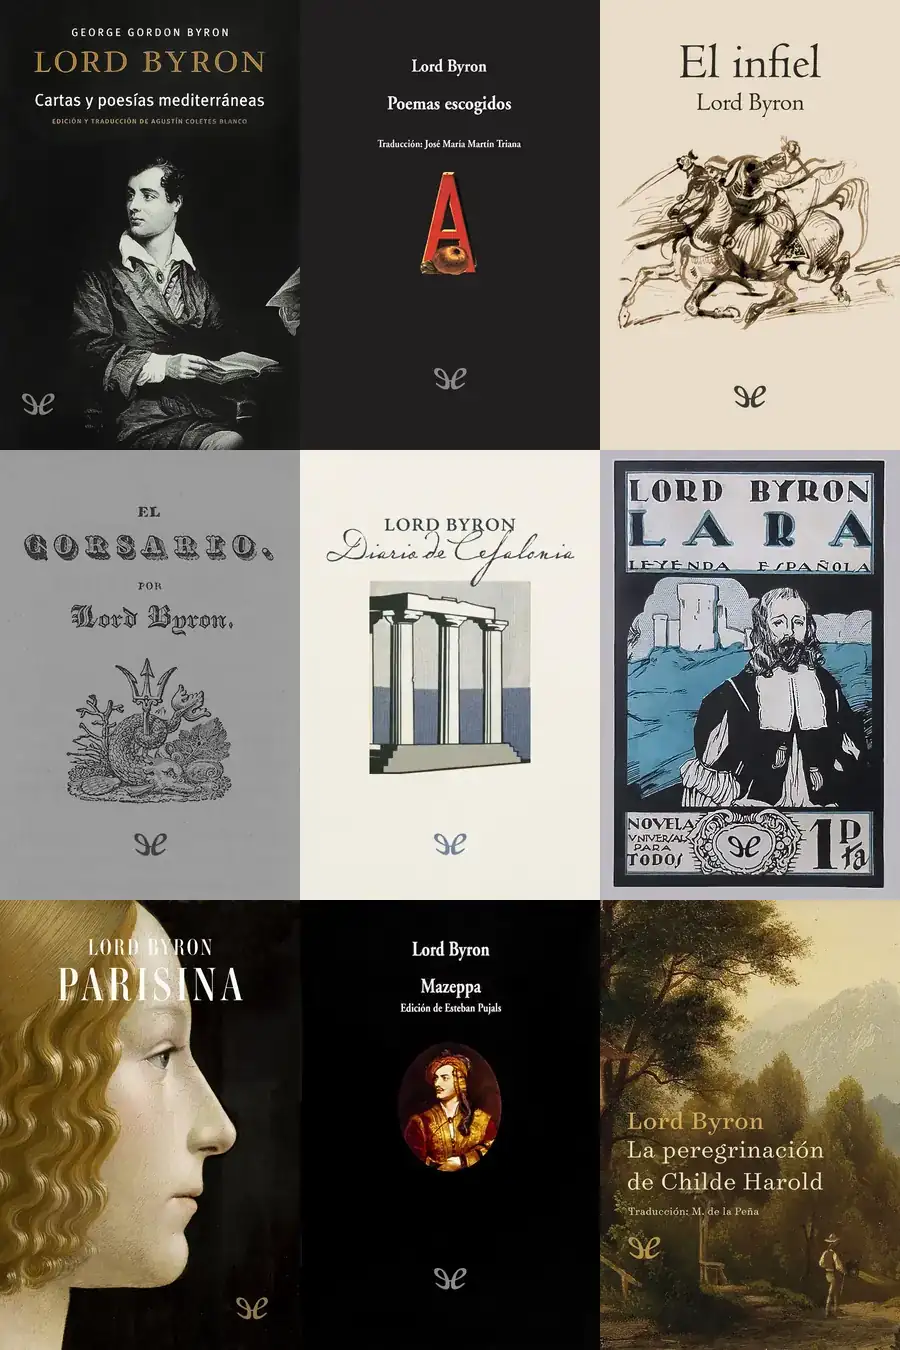 GEORGE GORDON BYRON
LORD BYRON
Cartas y poesías mediterráneas
EDICIÓN Y TRADUCCIÓN DE AGUSTÍN COLETES BLANCO
Lord Byron
Poemas escogidos
Traducción: José María Martín Triana
A
El infiel
Lord Byron
EL
CORSARIO,
POR
Lord Byron.
LORD BYRON
Diario de Cefalonia
LORD BYRON
LARA
LEYENDA ESPAÑOLA
NOVELA
UNIVERSAL
PARA
TODOS
1 Pta
LORD BYRON
PARISINA
Lord Byron
Mazeppa
Edición de Esteban Pujals
Lord Byron
La peregrinación
de Childe Harold
Traducción: M. de la Peña